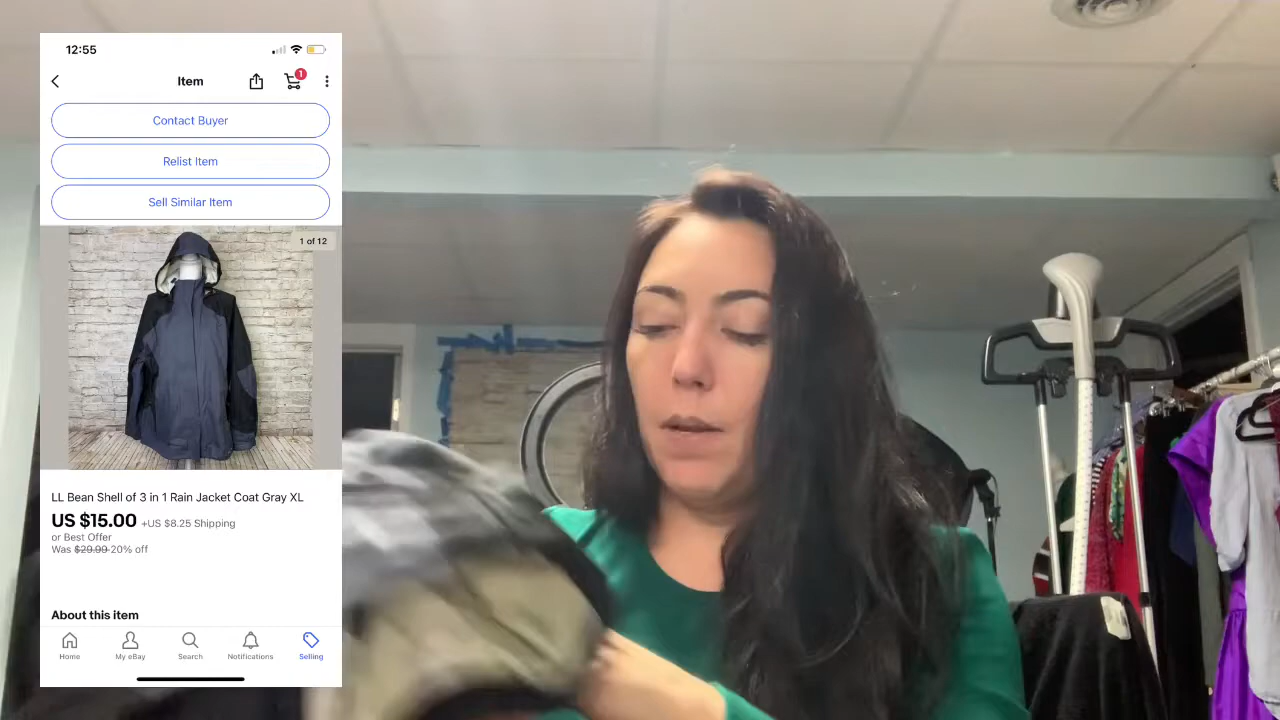 12:55
Item
1
Contact Buyer
Relist Item
Sell Similar Item
1 of 12
LL Bean Shell of 3 in 1 Rain Jacket Coat Gray XL
US $15.00 +US $8.25 Shipping
or Best Offer
Was $29.99 20% off
About this item
Home My eBay Search Notifications Selling